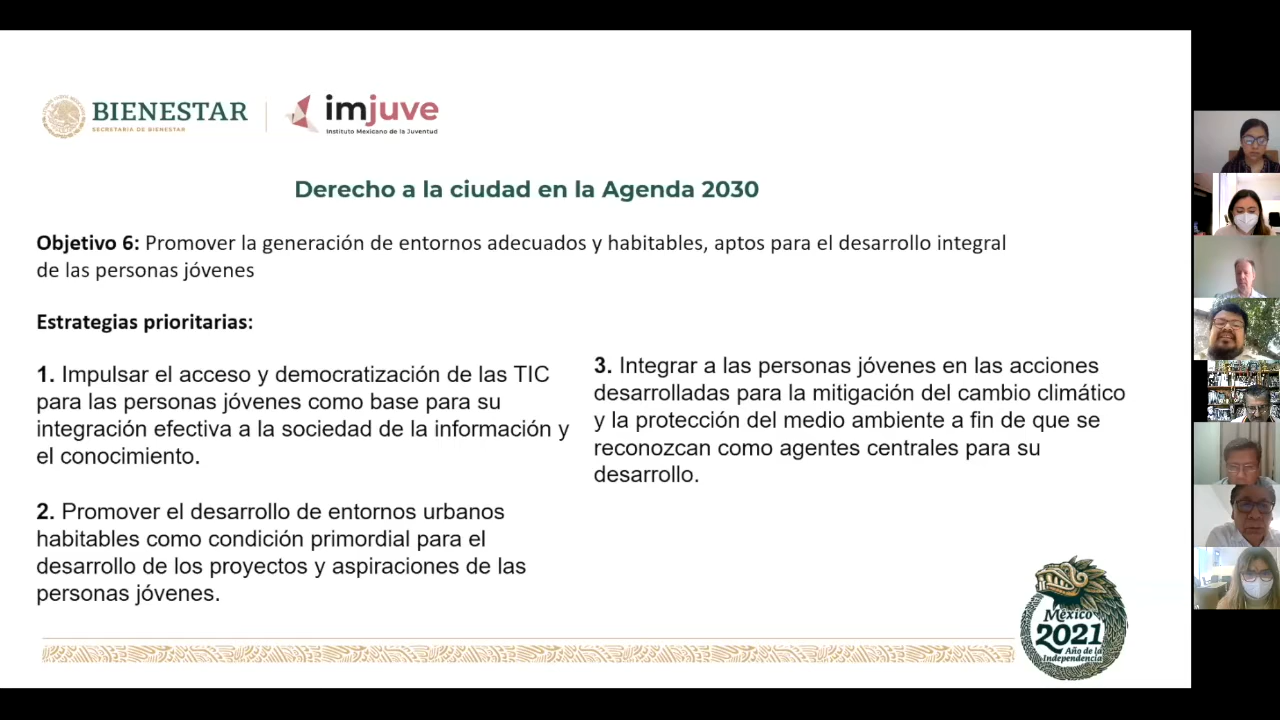 BIENESTAR
SECRETARÍA DE BIENESTAR
imjuve
Instituto Mexicano de la Juventud
Derecho a la ciudad en la Agenda 2030
Objetivo 6: Promover la generación de entornos adecuados y habitables, aptos para el desarrollo integral
de las personas jóvenes
Estrategias prioritarias:
1. Impulsar el acceso y democratización de las TIC
para las personas jóvenes como base para su
integración efectiva a la sociedad de la información y
el conocimiento.
2. Promover el desarrollo de entornos urbanos
habitables como condición primordial para el
desarrollo de los proyectos y aspiraciones de las
personas jóvenes.
3. Integrar a las personas jóvenes en las acciones
desarrolladas para la mitigación del cambio climático
y la protección del medio ambiente a fin de que se
reconozcan como agentes centrales para su
desarrollo.
México
2021
Año de la
Independencia